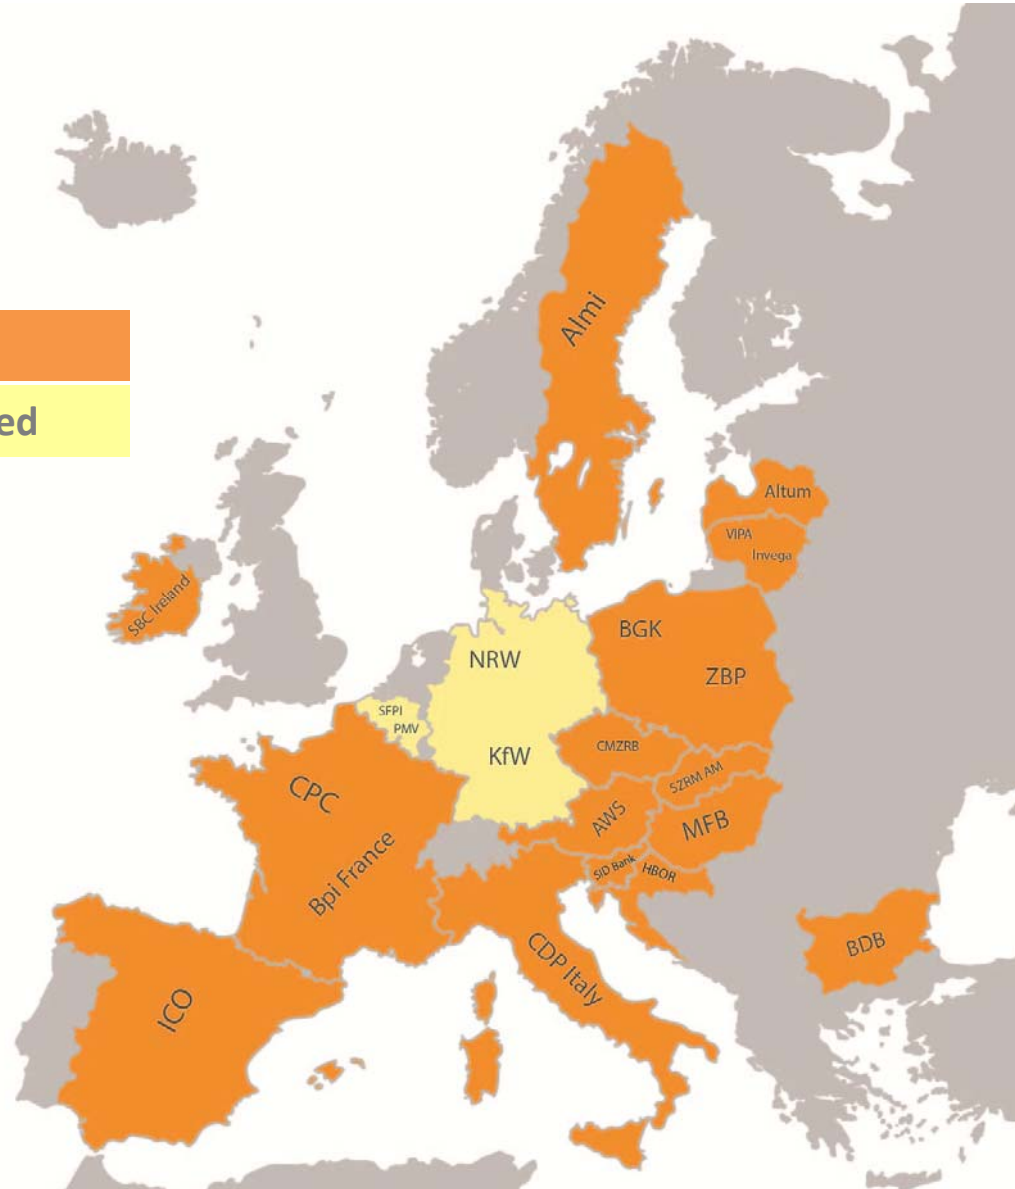 Almi
ed
Altum
VIPA
Invega
SBC Ireland
BGK
NRW
ZBP
SFPI
PMV
CMZRB
KfW
SZRM AM
CPC
AWS
MFB
Bpi France
SID Bank
HBOR
CDP Italy
BDB
ICO